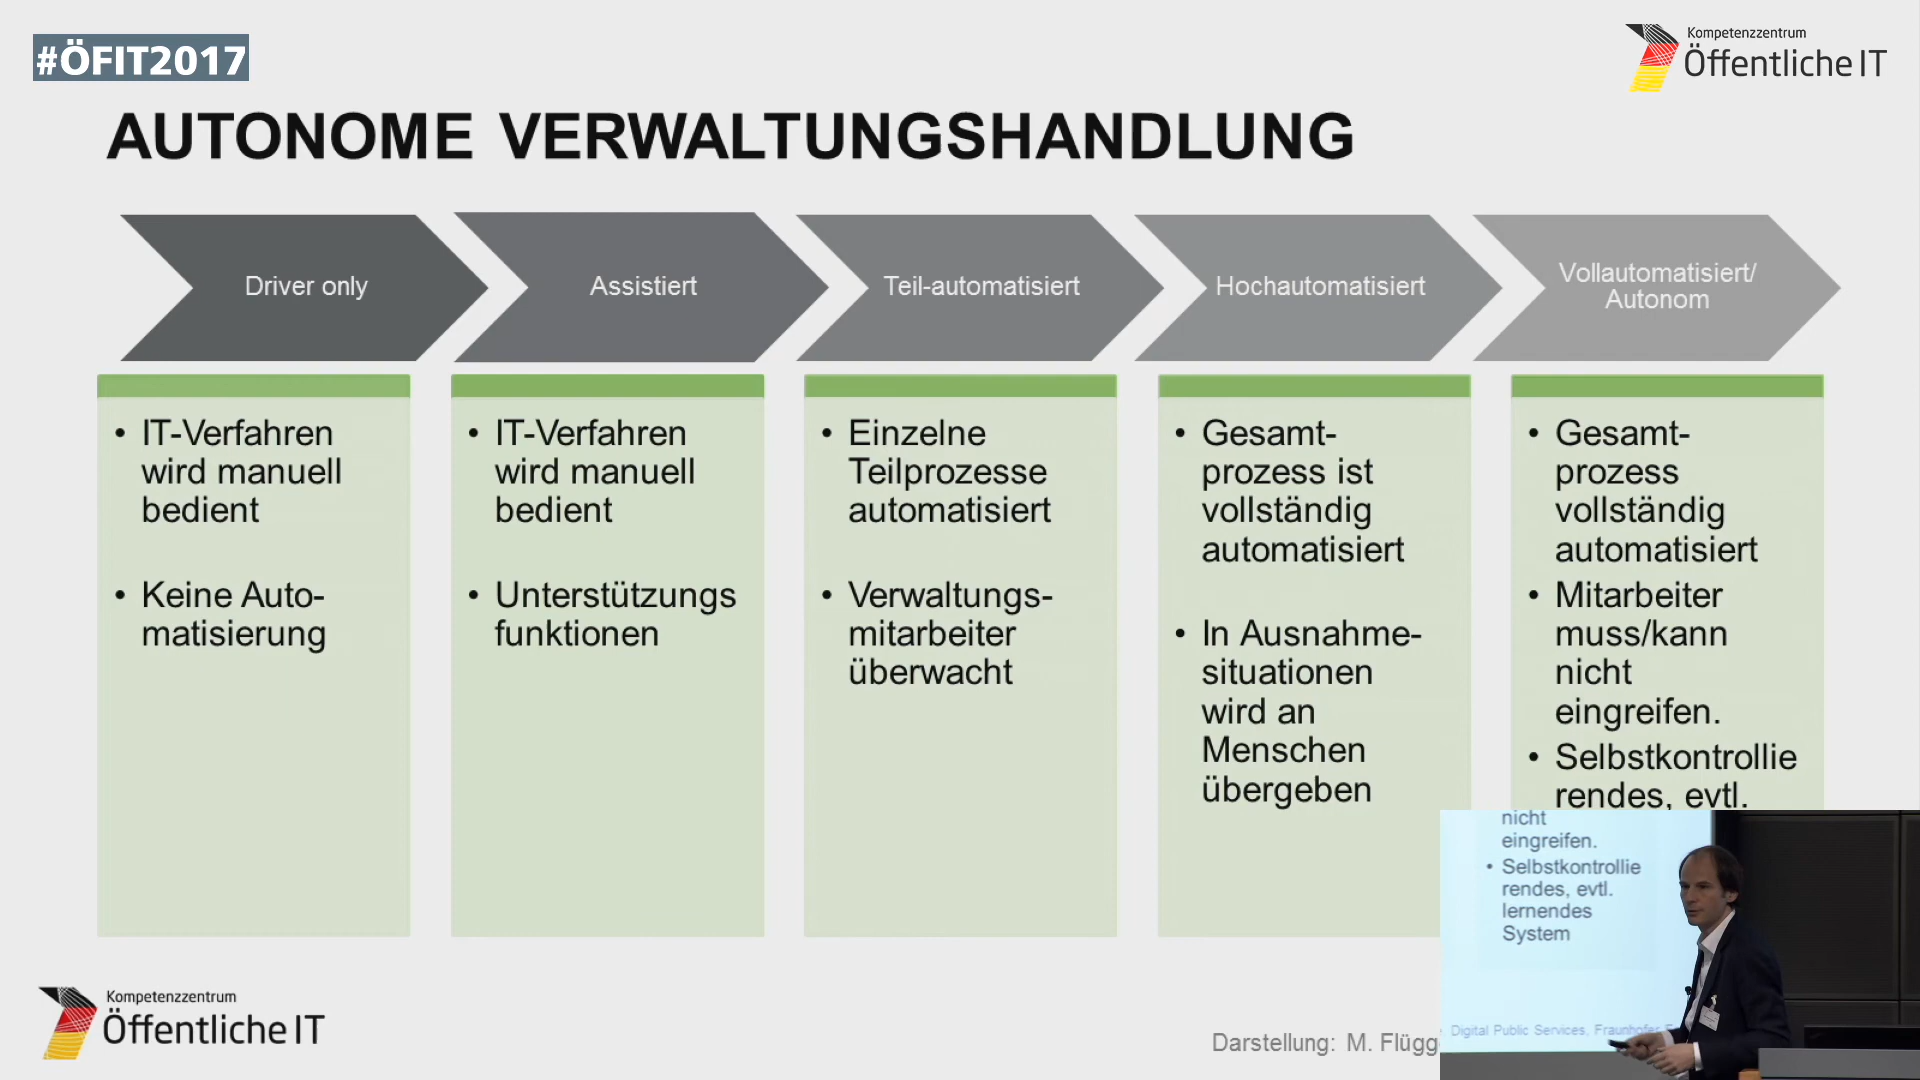 #ÖFIT2017
Kompetenzzentrum
Öffentliche IT
AUTONOME VERWALTUNGSHANDLUNG
Driver only
Assistiert
Teil-automatisiert
Hochautomatisiert
Vollautomatisiert/
Autonom
• IT-Verfahren
wird manuell
bedient
• Keine Auto-
matisierung
• IT-Verfahren
wird manuell
bedient
• Unterstützungs
funktionen
• Einzelne
Teilprozesse
automatisiert
• Verwaltungs-
mitarbeiter
überwacht
• Gesamt-
prozess ist
vollständig
automatisiert
• In Ausnahme-
situationen
wird an
Menschen
übergeben
• Gesamt-
prozess
vollständig
automatisiert
• Mitarbeiter
muss/kann
nicht
eingreifen.
• Selbstkontrollie
rendes, evtl.
nicht
eingreifen.
• Selbstkontrollie
rendes, evtl.
lernendes
System
Digital Public Services, Fraunhofer
Kompetenzzentrum
Öffentliche IT
Darstellung: M.